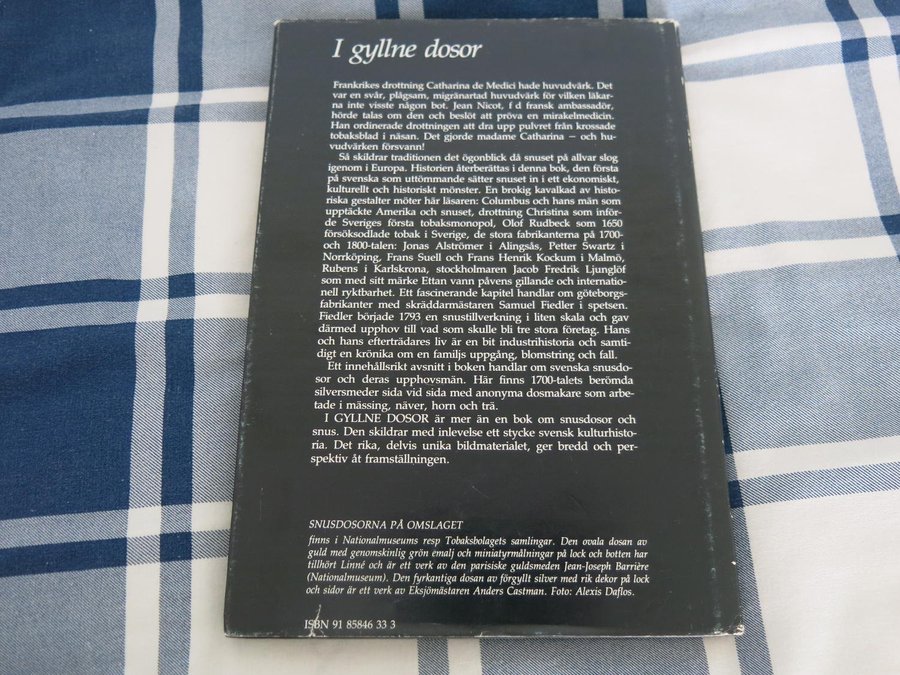 I gyllne dosor
Frankrikes drottning Catharina de Medici hade huvudvärk. Det
var en svår, plågsam, migränartad huvudvärk för vilken läkar-
na inte visste någon bot. Jean Nicot, f d fransk ambassadör,
hörde talas om den och beslöt att pröva en mirakelmedicin.
Han ordinerade drottningen att dra upp pulvret från krossade
tobaksblad i näsan. Det gjorde madame Catharina – och hu-
vudvärken försvann!
Så skildrar traditionen det ögonblick då snuset på allvar slog
igenom i Europa. Historien återberättas i denna bok, den första
på svenska som uttömmande sätter snuset in i ett ekonomiskt,
kulturellt och historiskt mönster. En brokig kavalkad av histo-
riska gestalter möter här läsaren: Columbus och hans män som
upptäckte Amerika och snuset, drottning Christina som inför-
de Sveriges första tobaksmonopol, Olof Rudbeck som 1650
försöksodlade tobak i Sverige, de stora fabrikanterna på 1700-
och 1800-talen: Jonas Alströmer i Alingsås, Petter Swartz i
Norrköping, Frans Suell och Frans Henrik Kockum i Malmö,
Rubens i Karlskrona, stockholmaren Jacob Fredrik Ljunglöf
som med sitt märke Ettan vann påvens gillande och internatio-
nell ryktbarhet. Ett fascinerande kapitel handlar om göteborgs-
fabrikanter med skräddarmästaren Samuel Fiedler i spetsen.
Fiedler började 1793 en snustillverkning i liten skala och gav
därmed upphov till vad som skulle bli tre stora företag. Hans
och hans efterträdares liv är en bit industrihistoria och samti-
digt en krönika om en familjs uppgång, blomstring och fall.
Ett innehållsrikt avsnitt i boken handlar om svenska snusdo-
sor och deras upphovsmän. Här finns 1700-talets berömda
silversmeder sida vid sida med anonyma dosmakare som arbe-
tade i mässing, näver, horn och trä.
I GYLLNE DOSOR är mer än en bok om snusdosor och
snus. Den skildrar med inlevelse ett stycke svensk kulturhisto-
ria. Det rika, delvis unika bildmaterialet, ger bredd och per-
spektiv åt framställningen.
SNUSDOSORNA PÅ OMSLAGET
finns i Nationalmuseums resp Tobaksbolagets samlingar. Den ovala dosan av
guld med genomskinlig grön emalj och miniatyrmålningar på lock och botten har
tillhört Linné och är ett verk av den parisiske guldsmeden Jean-Joseph Barrière
(Nationalmuseum). Den fyrkantiga dosan av förgyllt silver med rik dekor på lock
och sidor är ett verk av Eksjömästaren Anders Castman. Foto: Alexis Daflos.
ISBN 91 85846 33 3